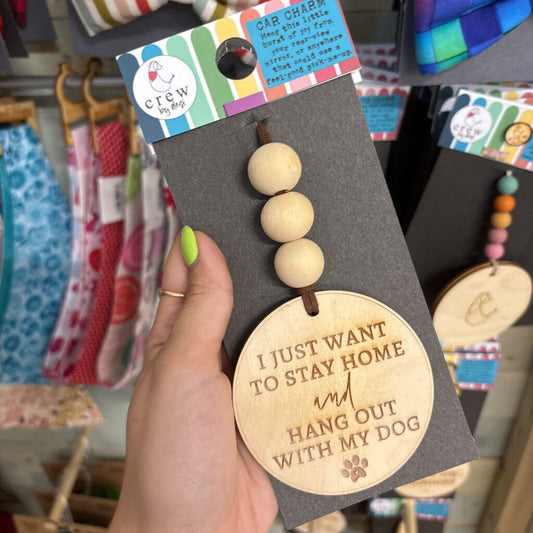 CAR CHARM
Hang this little
burst of joy from
your rear-view
mirror, or anywhere
that could use a
feel-good pick-me-up.
crew
by desi
I JUST WANT
TO STAY HOME
and
HANG OUT
WITH MY DOG
crew